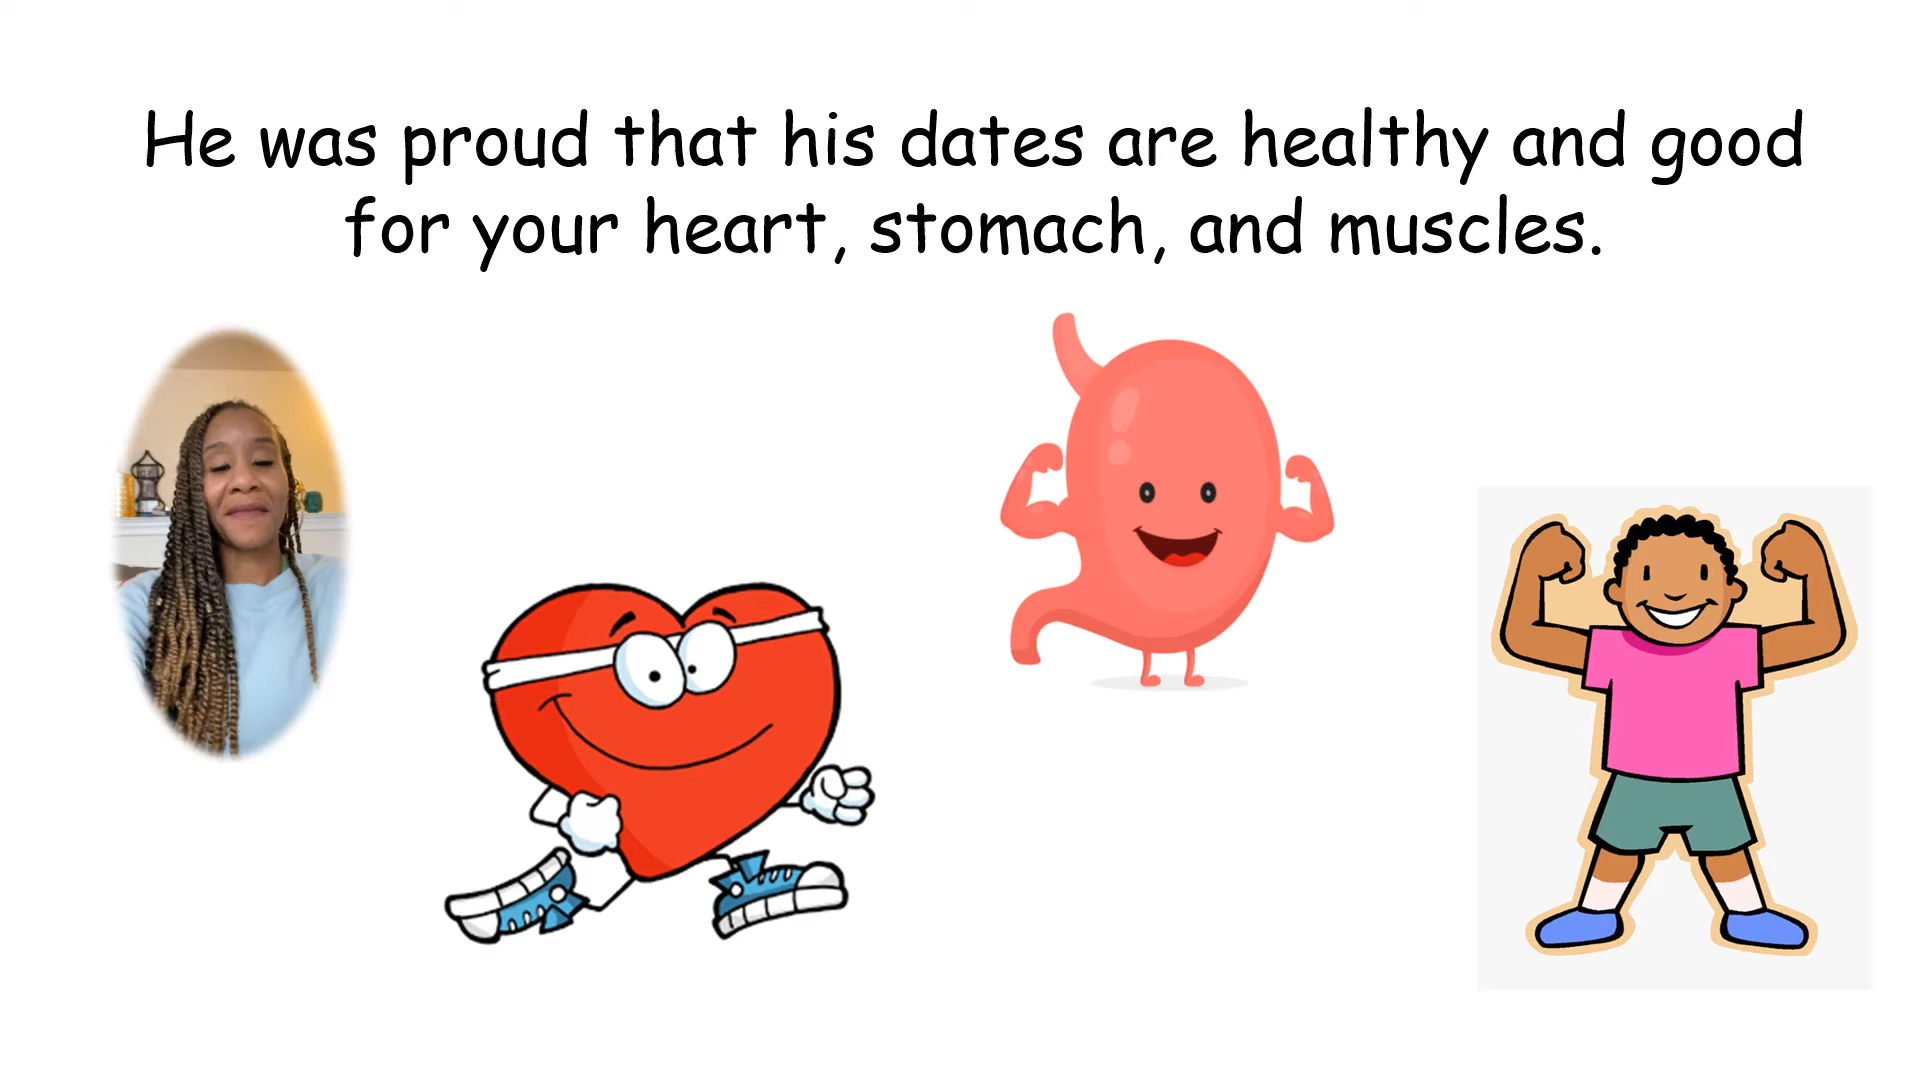 He was proud that his dates are healthy and good
for your heart, stomach, and muscles.